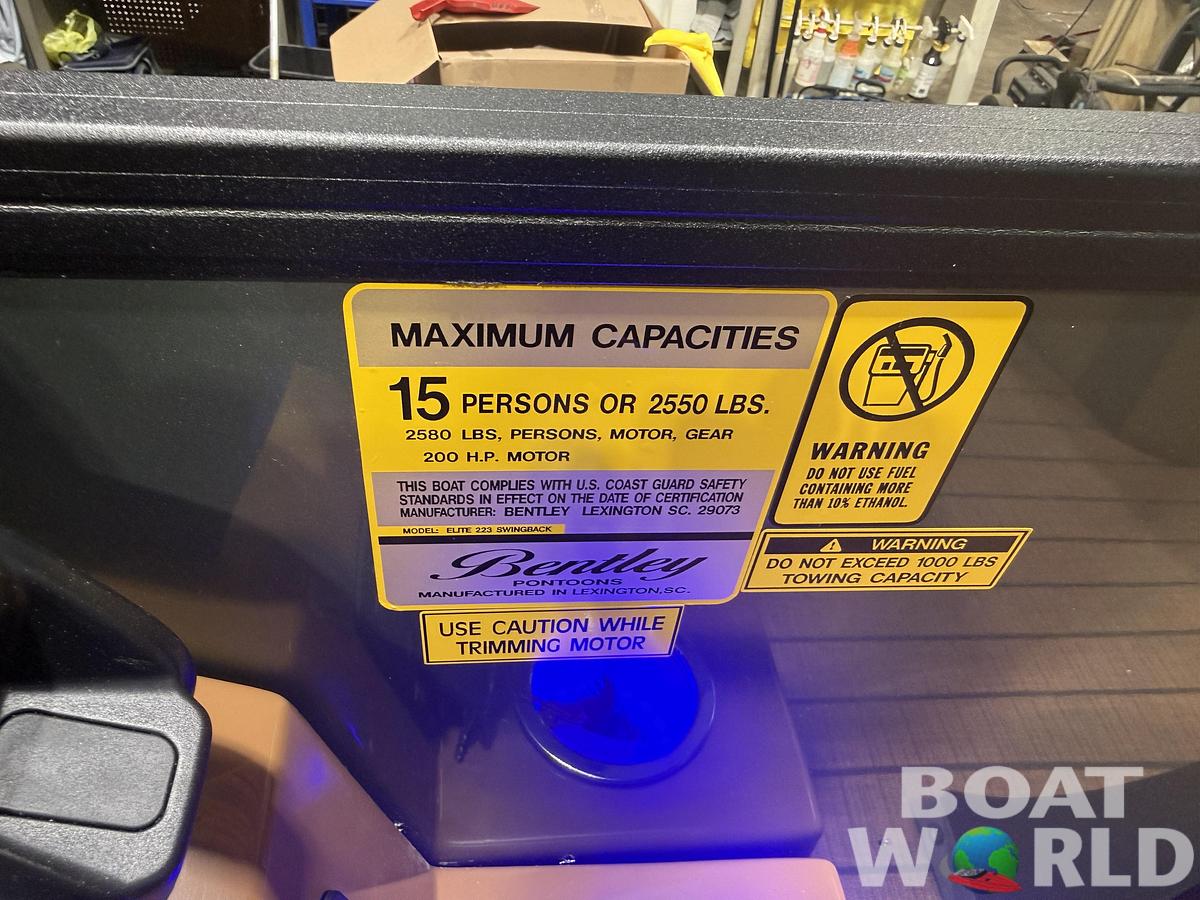 MAXIMUM CAPACITIES
15 PERSONS OR 2550 LBS.
2580 LBS, PERSONS, MOTOR, GEAR
200 H.P. MOTOR
THIS BOAT COMPLIES WITH U.S. COAST GUARD SAFETY
STANDARDS IN EFFECT ON THE DATE OF CERTIFICATION
MANUFACTURER: BENTLEY LEXINGTON SC. 29073
MODEL: ELITE 223 SWINGBACK
Bentley
PONTOONS
MANUFACTURED IN LEXINGTON,SC.
USE CAUTION WHILE
TRIMMING MOTOR
WARNING
DO NOT USE FUEL
CONTAINING MORE
THAN 10% ETHANOL.
WARNING
DO NOT EXCEED 1000 LBS
TOWING CAPACITY
BOAT
WORLD